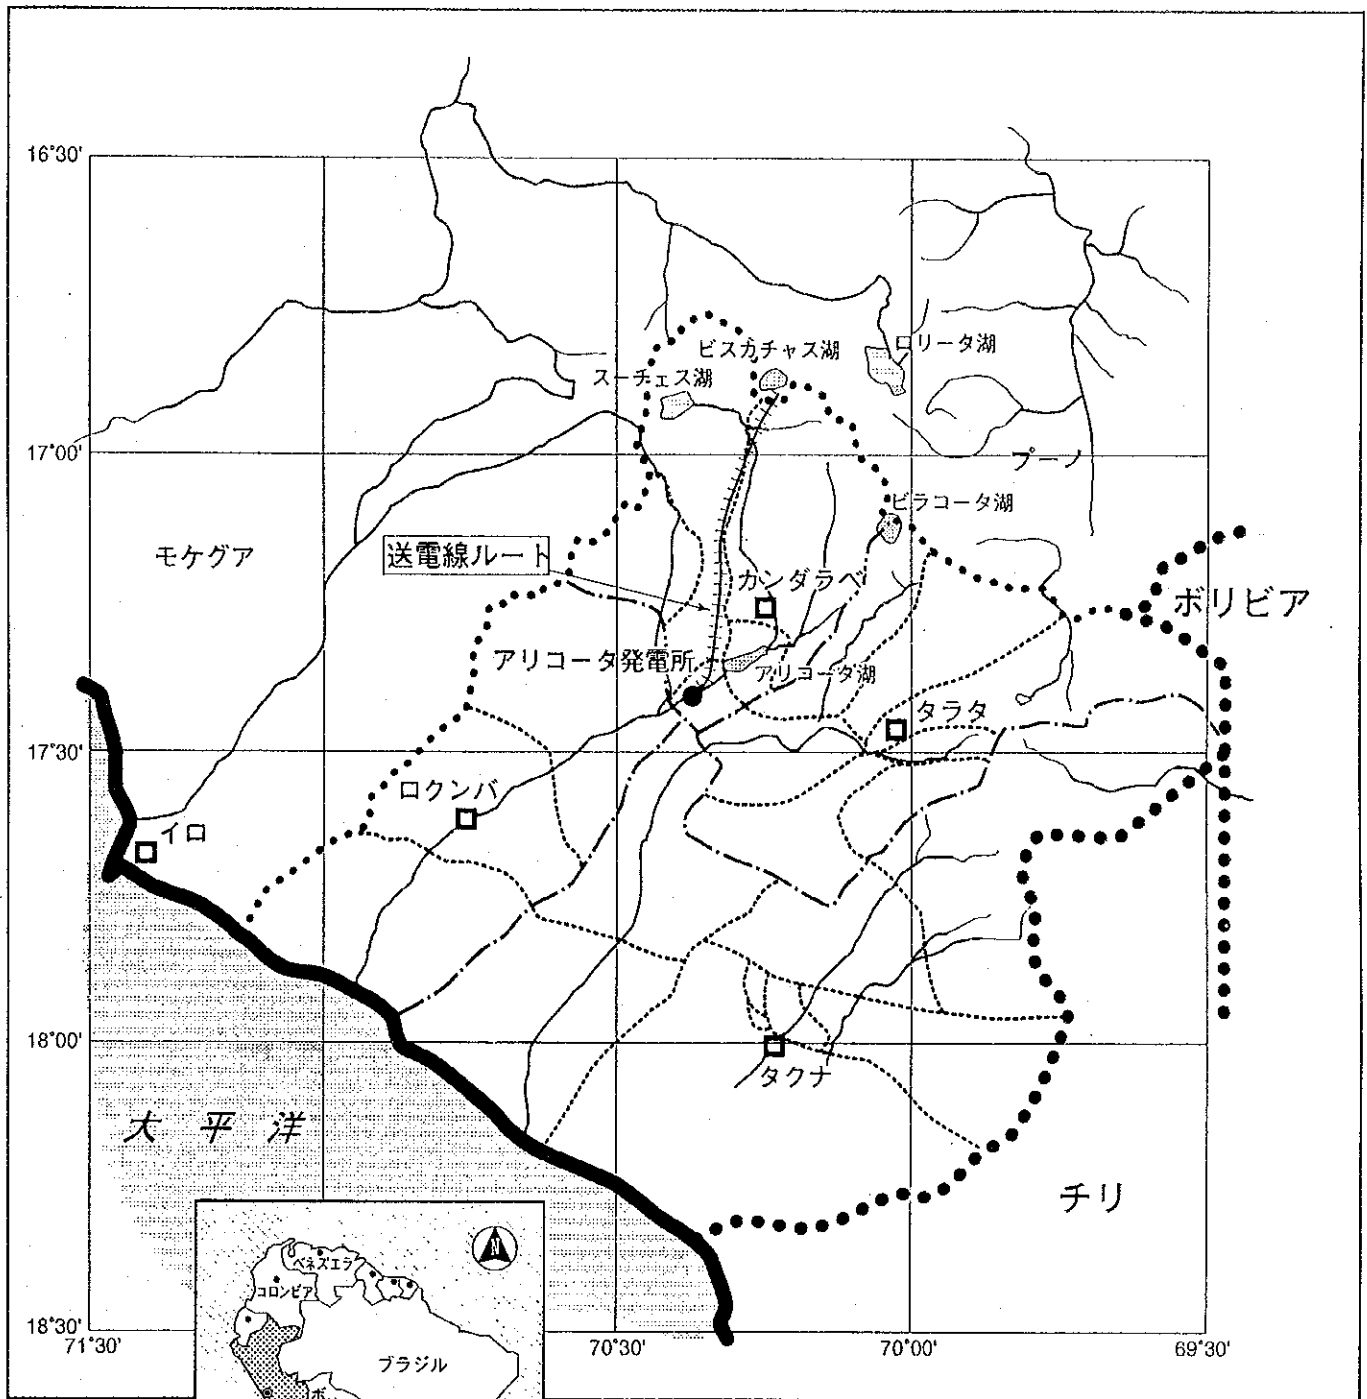 16°30'
ビスカチャス湖
ロリータ湖
スーチェス湖
17°00'
プーノ
ビラコータ湖
モケグア
送電線ルート
カンダラベ
ボリビア
アリコータ発電所
アリコータ湖
タラタ
17°30'
ロクンバ
イロ
18°00'
タクナ
大 平 洋
チリ
N
ベネズエラ
コロンビア
18°30'
71°30'
70°30'
70°00'
69°30'
ブラジル
ボ